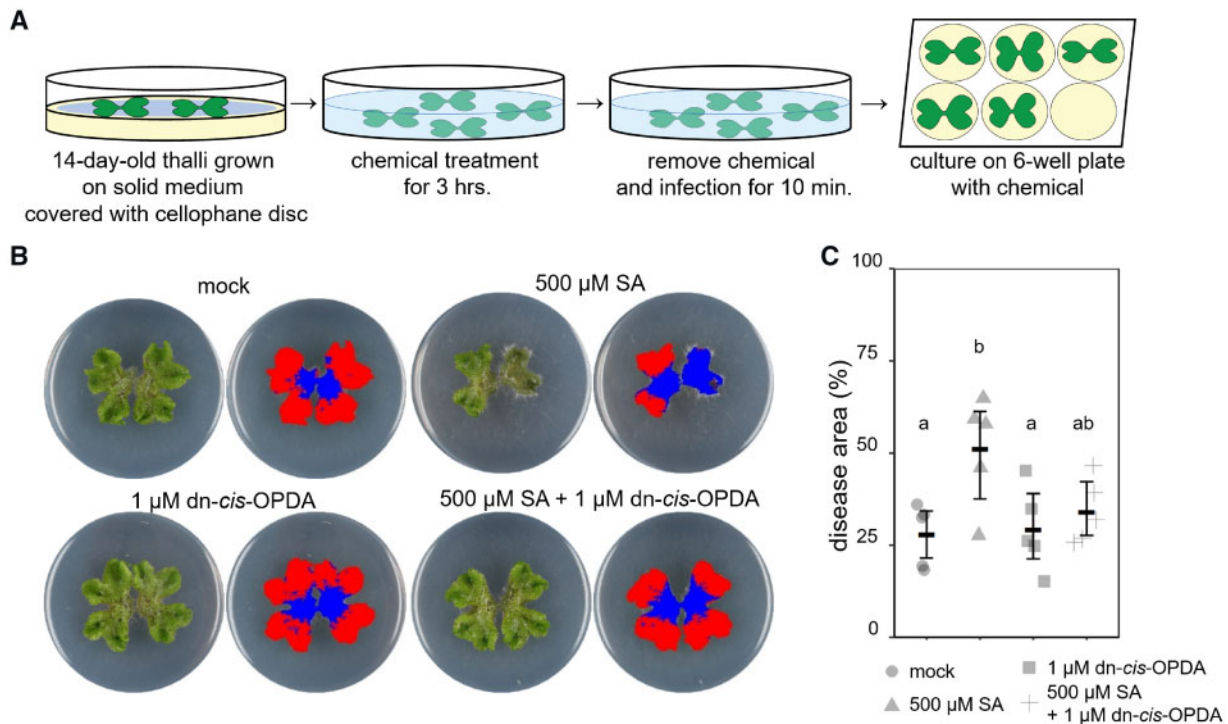 A
14-day-old thalli grown
on solid medium
covered with cellophane disc
chemical treatment
for 3 hrs.
remove chemical
and infection for 10 min.
culture on 6-well plate
with chemical
B
mock
500 µM SA
1 µM dn-cis-OPDA
500 µM SA + 1 µM dn-cis-OPDA
C
disease area (%)
100
75
50
25
0
a
b
a
ab
mock
500 µM SA
1 µM dn-cis-OPDA
500 µM SA
+ 1 µM dn-cis-OPDA